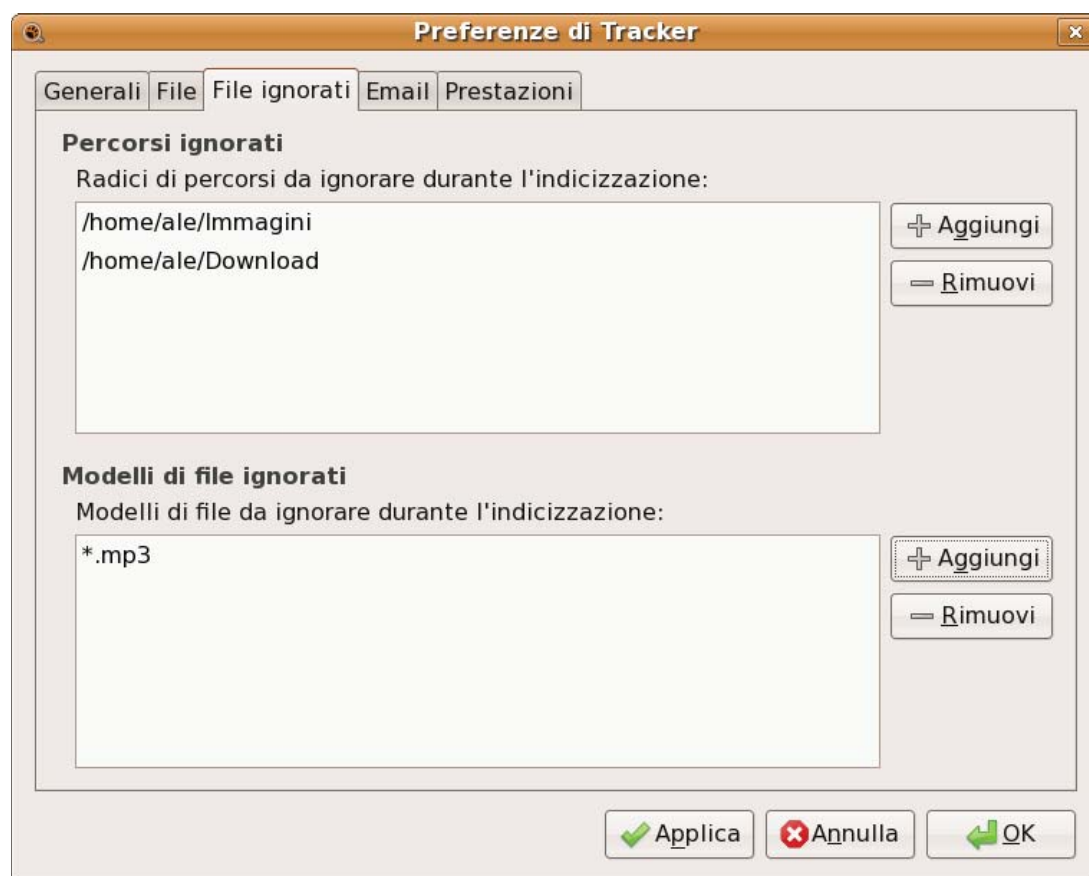 Preferenze di Tracker
Generali File File ignorati Email Prestazioni
Percorsi ignorati
Radici di percorsi da ignorare durante l'indicizzazione:
/home/ale/Immagini
/home/ale/Download
Aggiungi
Rimuovi
Modelli di file ignorati
Modelli di file da ignorare durante l'indicizzazione:
*.mp3
Aggiungi
Rimuovi
Applica Annulla OK